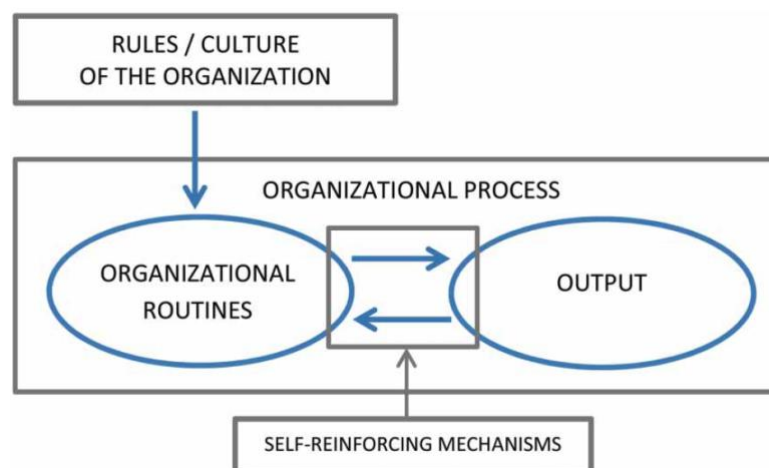 RULES / CULTURE
OF THE ORGANIZATION
ORGANIZATIONAL PROCESS
ORGANIZATIONAL
ROUTINES
OUTPUT
SELF-REINFORCING MECHANISMS